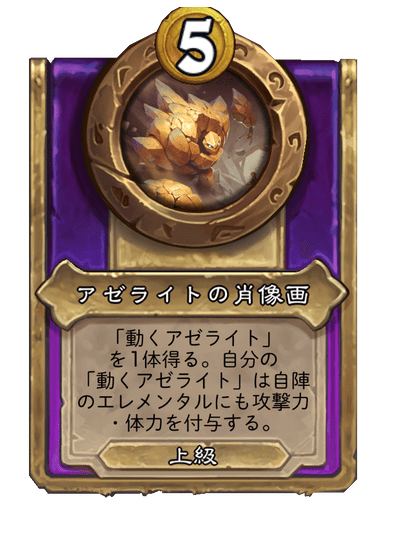 5
アゼライトの肖像画
「動くアゼライト」
を1体得る。自分の
「動くアゼライト」は自陣
のエレメンタルにも攻撃力
・体力を付与する。
上級